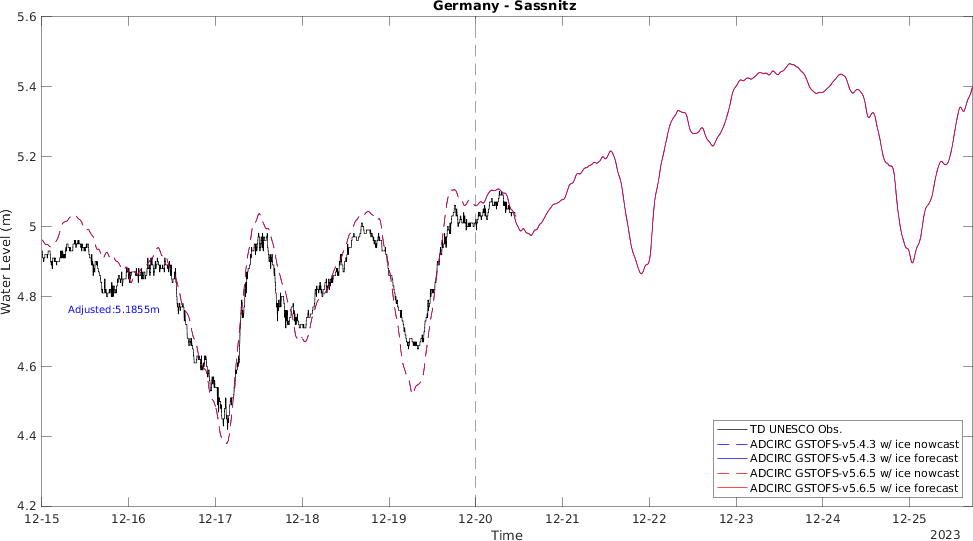 Germany - Sassnitz
5.6
5.4
5.2
5
4.8
4.6
4.4
4.2
Water Level (m)
Adjusted:5.1855m
TD UNESCO Obs.
ADCIRC GSTOFS-v5.4.3 w/ ice nowcast
ADCIRC GSTOFS-v5.4.3 w/ ice forecast
ADCIRC GSTOFS-v5.6.5 w/ ice nowcast
ADCIRC GSTOFS-v5.6.5 w/ ice forecast
12-15 12-16 12-17 12-18 12-19 12-20 12-21 12-22 12-23 12-24 12-25
Time
2023